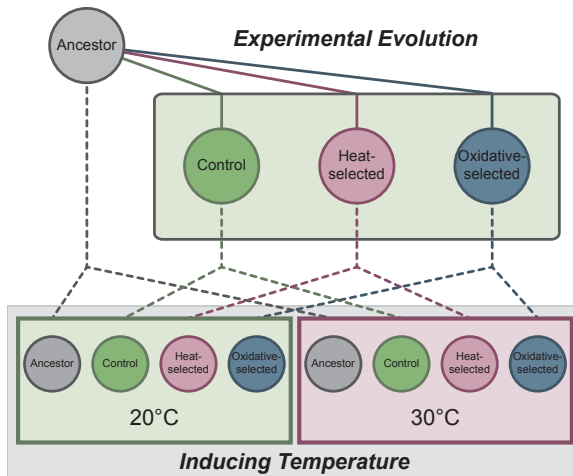 Experimental Evolution
Ancestor
Control
Heat-
selected
Oxidative-
selected
Ancestor
Control
Heat-
selected
Oxidative-
selected
20°C
Ancestor
Control
Heat-
selected
Oxidative-
selected
30°C
Inducing Temperature